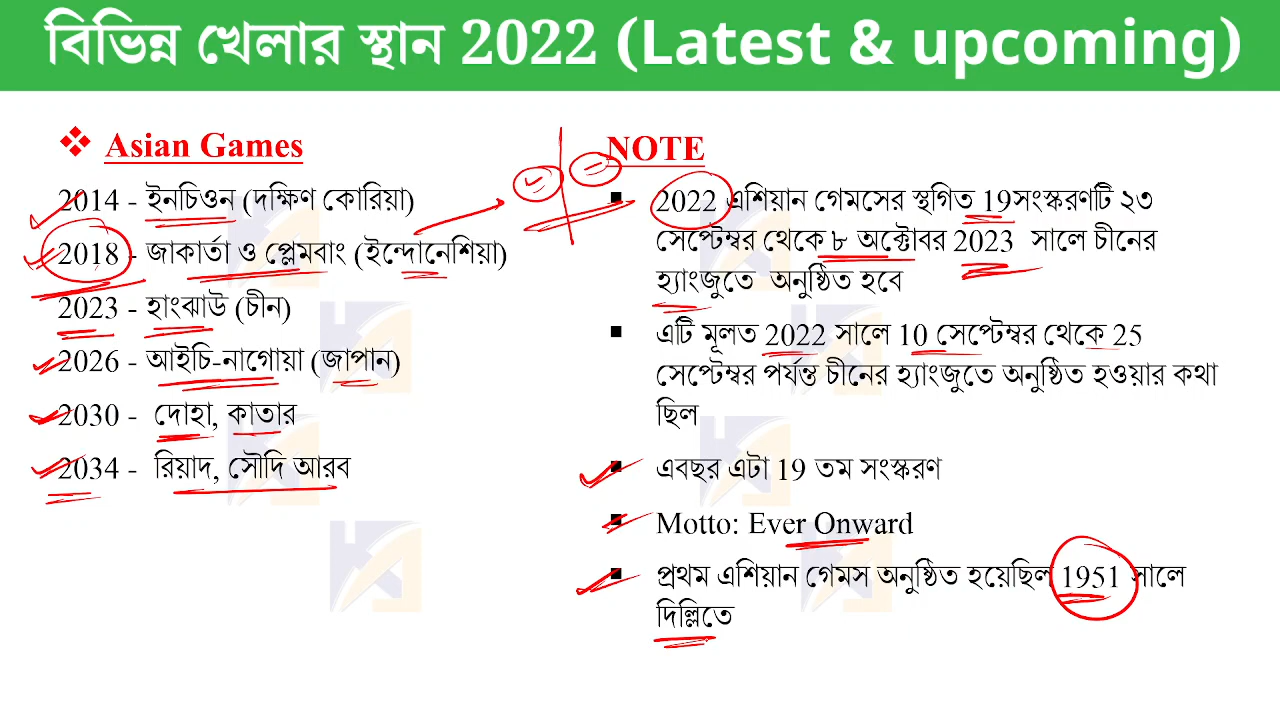 বিভিন্ন খেলার স্থান 2022 (Latest & upcoming)
Asian Games
2014 - ইনচিওন (দক্ষিণ কোরিয়া)
2018 - জাকার্তা ও প্লেমবাং (ইন্দোনেশিয়া)
2023 - হাংঝাউ (চীন)
2026 - আইচি-নাগোয়া (জাপান)
2030 - দোহা, কাতার
2034 - রিয়াদ, সৌদি আরব
NOTE
2022 এশিয়ান গেমসের স্থগিত 19সংস্করণটি ২৩
সেপ্টেম্বর থেকে ৮ অক্টোবর 2023 সালে চীনের
হ্যাংজুতে অনুষ্ঠিত হবে
এটি মূলত 2022 সালে 10 সেপ্টেম্বর থেকে 25
সেপ্টেম্বর পর্যন্ত চীনের হ্যাংজুতে অনুষ্ঠিত হওয়ার কথা
ছিল
এবছর এটা 19 তম সংস্করণ
Motto: Ever Onward
প্রথম এশিয়ান গেমস অনুষ্ঠিত হয়েছিল 1951 সালে
দিল্লিতে